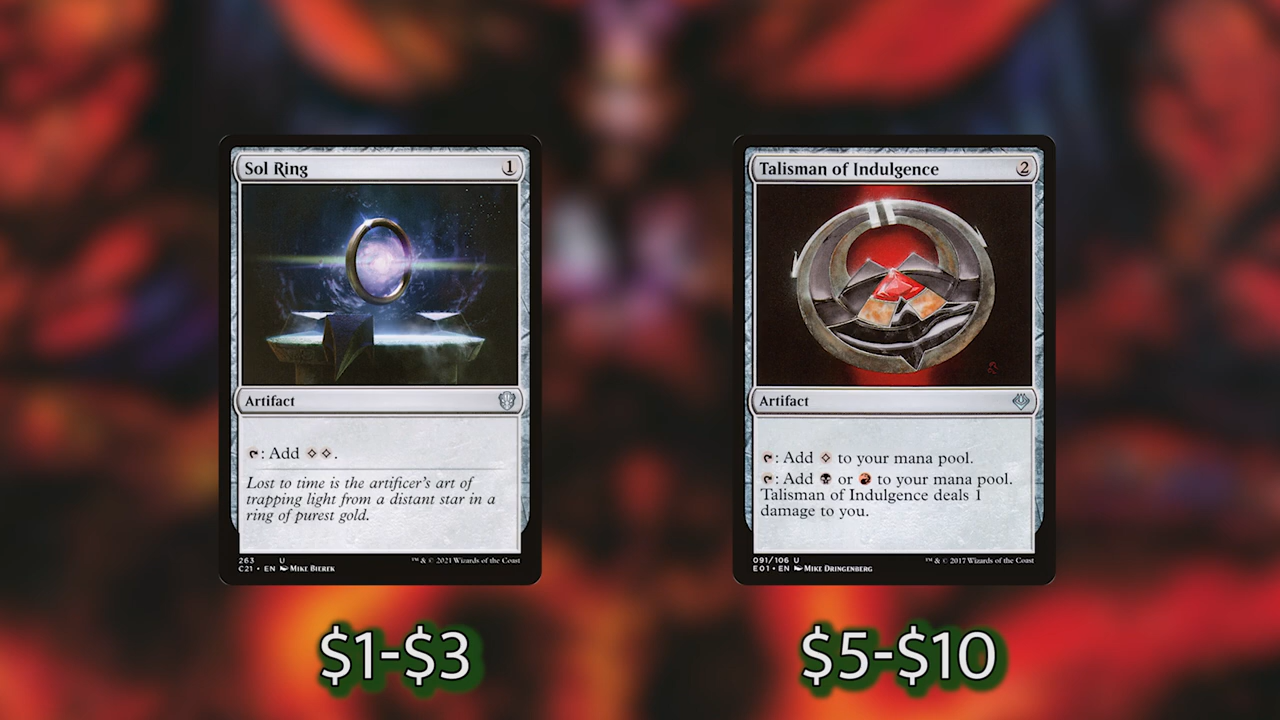 Sol Ring 1
Artifact
: Add .
Lost to time is the artificer's art of
trapping light from a distant star in a
ring of purest gold.
263 U
C21 • EN Mike Bierek
™ & © 2021 Wizards of the Coast
$1-$3
Talisman of Indulgence 2
Artifact
: Add to your mana pool.
: Add or to your mana pool.
Talisman of Indulgence deals 1
damage to you.
091/106 U
E01 • EN Mike Dringenberg
™ & © 2017 Wizards of the Coast
$5-$10